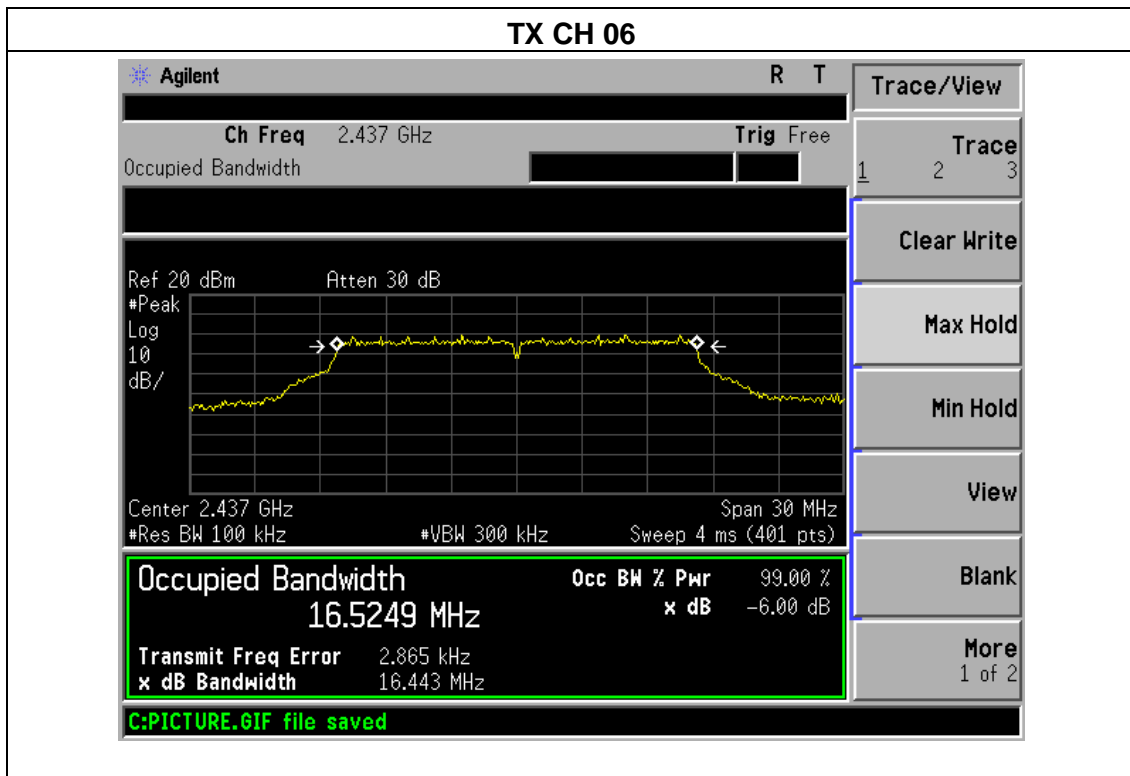 TX CH 06
Agilent R T
Trace/View
Ch Freq 2.437 GHz Trig Free
Occupied Bandwidth
Trace
1 2 3
Clear Write
Max Hold
Min Hold
View
Blank
More
1 of 2
Ref 20 dBm Atten 30 dB
#Peak
Log
10
dB/
Center 2.437 GHz Span 30 MHz
#Res BW 100 kHz #VBW 300 kHz Sweep 4 ms (401 pts)
Occupied Bandwidth Occ BW % Pwr 99.00 %
16.5249 MHz x dB -6.00 dB
Transmit Freq Error 2.865 kHz
x dB Bandwidth 16.443 MHz
C:PICTURE.GIF file saved